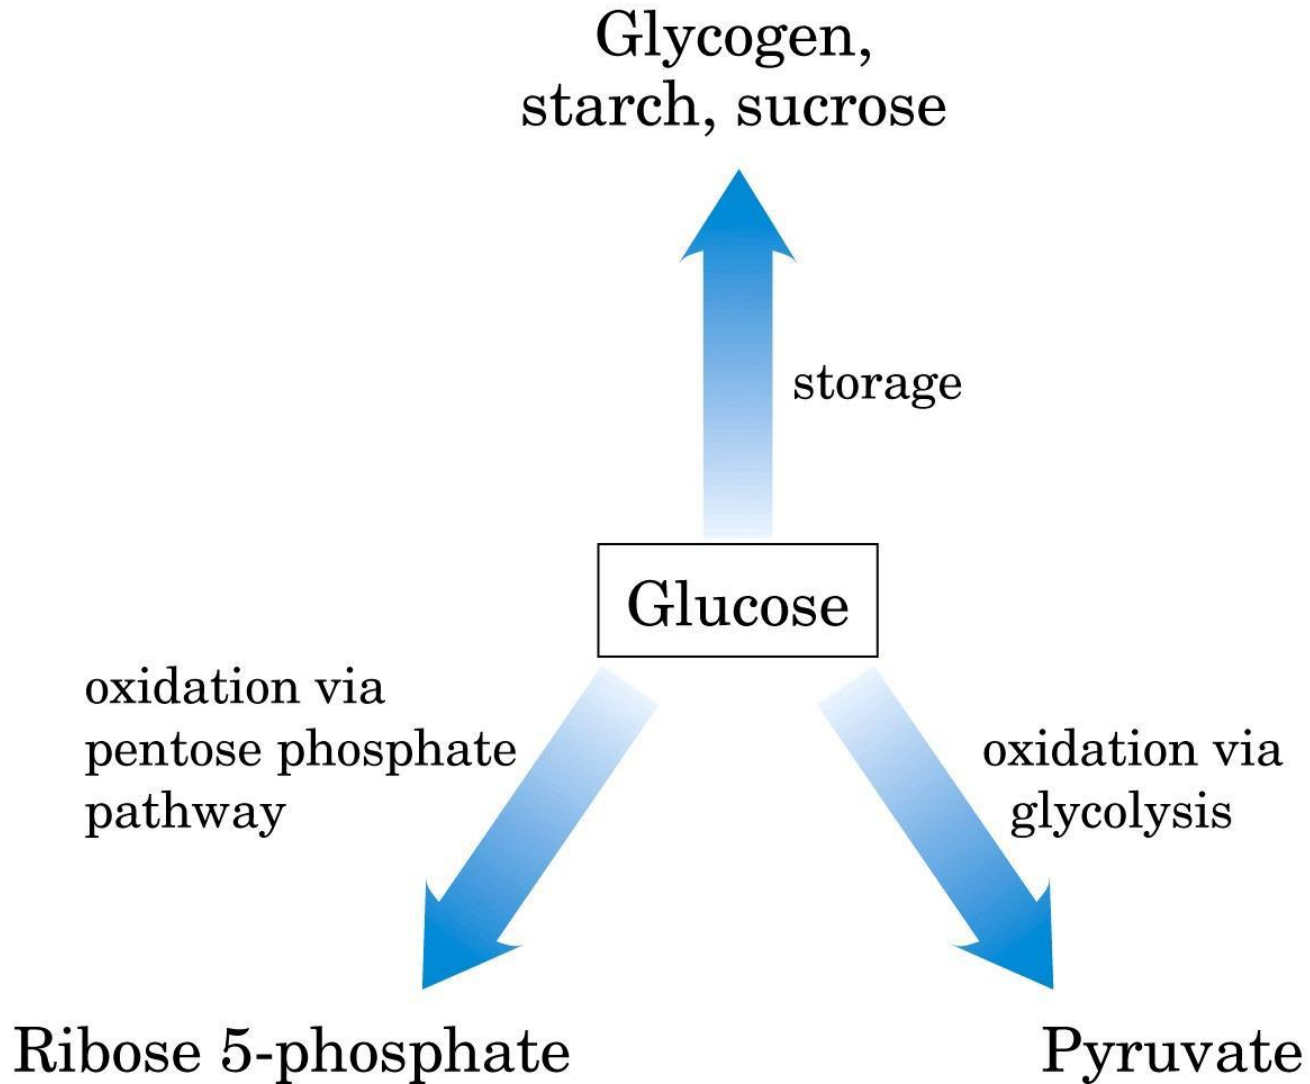 Glycogen,
starch, sucrose
storage
Glucose
oxidation via
pentose phosphate
pathway
oxidation via
glycolysis
Ribose 5-phosphate
Pyruvate